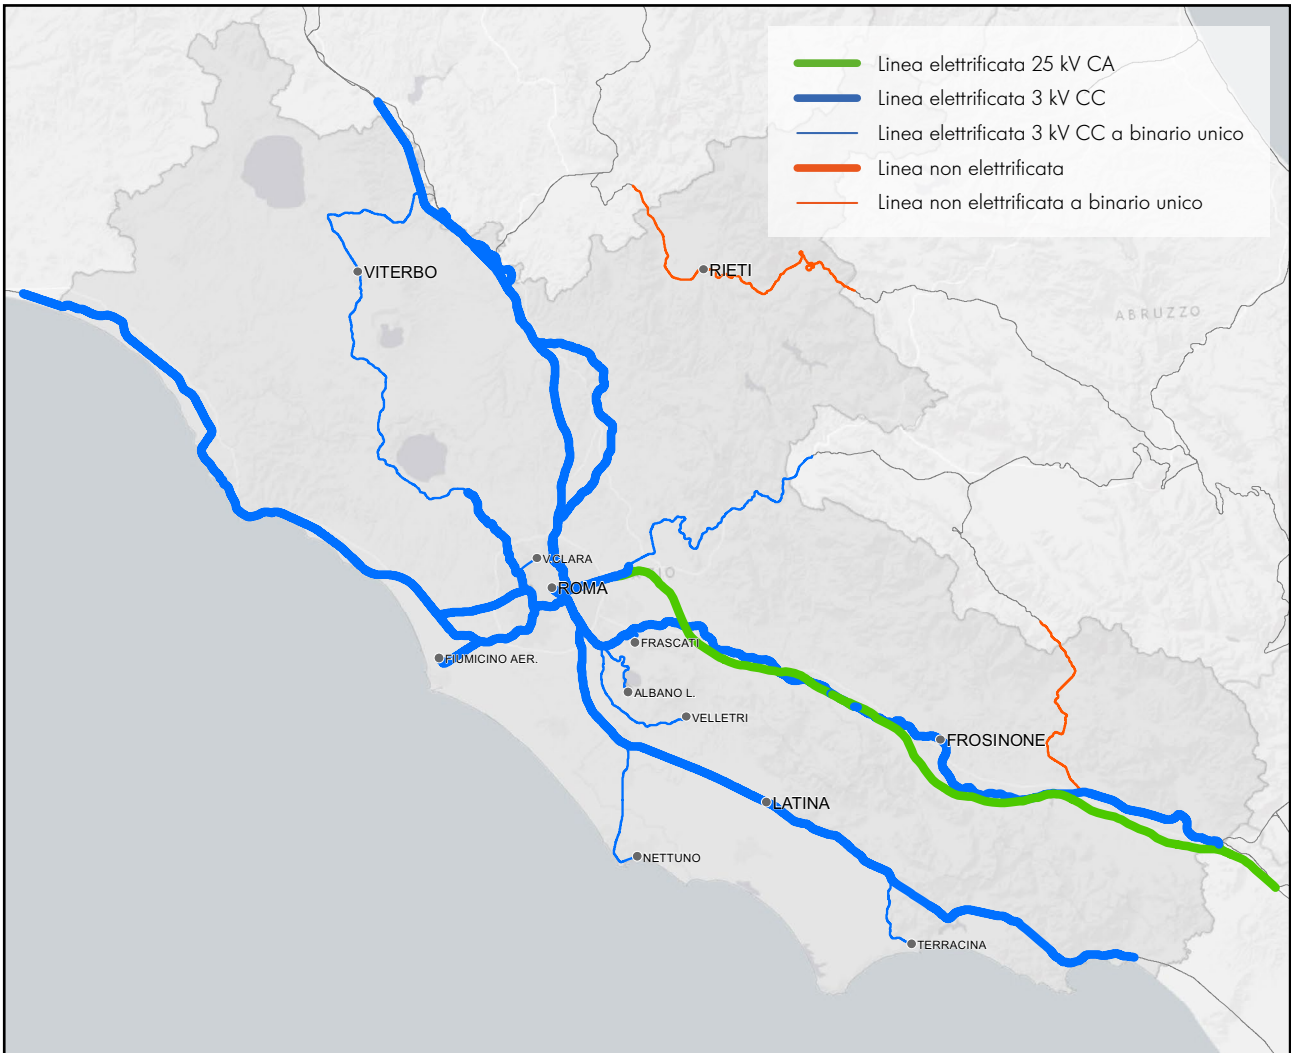 Linea elettrificata 25 kV CA
Linea elettrificata 3 kV CC
Linea elettrificata 3 kV CC a binario unico
Linea non elettrificata
Linea non elettrificata a binario unico
VITERBO
RIETI
ABRUZZO
V.CLARA
ROMA
FRASCATI
FIUMICINO AER.
ALBANO L.
VELLETRI
FROSINONE
LATINA
NETTUNO
TERRACINA